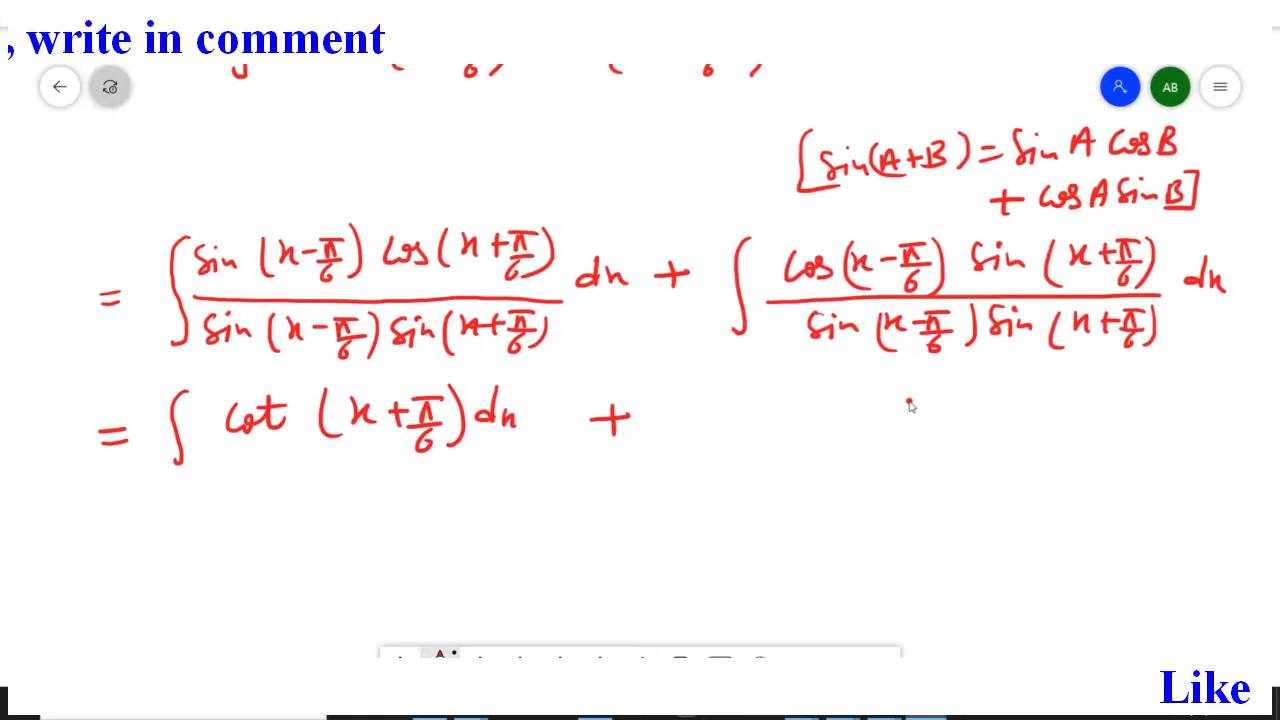 , write in comment
AB
[sin(A+B) = sin A cos B
+ cos A sin B]
= ∫ sin (x-π/6) cos(x+π/6) / sin (x-π/6) sin(x+π/6) dx + ∫ cos(x-π/6) sin (x+π/6) / sin (x-π/6) sin (x+π/6) dx
= ∫ cot (x+π/6) dx +
Like